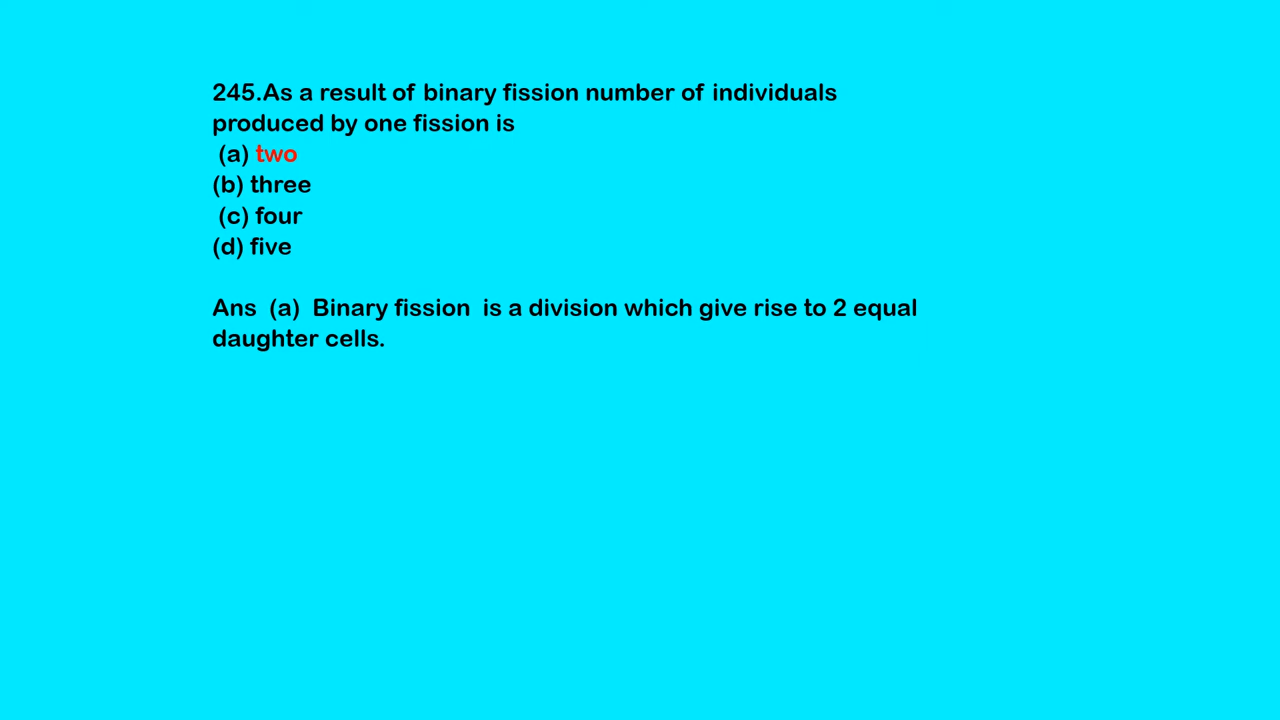 245.As a result of binary fission number of individuals
produced by one fission is
(a) two
(b) three
(c) four
(d) five
Ans  (a)  Binary fission  is a division which give rise to 2 equal
daughter cells.